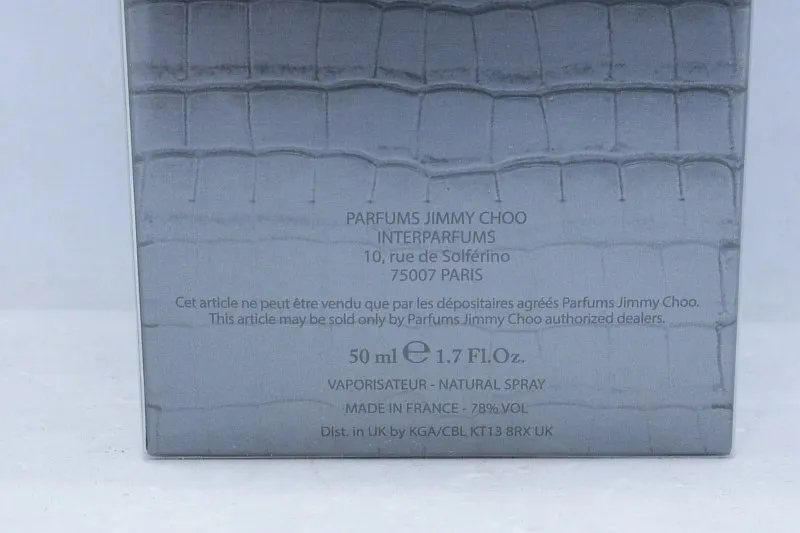 PARFUMS JIMMY CHOO
INTERPARFUMS
10, rue de Solférino
75007 PARIS
Cet article ne peut être vendu que par les dépositaires agréés Parfums Jimmy Choo.
This article may be sold only by Parfums Jimmy Choo authorized dealers.
50 ml ℮ 1.7 Fl.Oz.
VAPORISATEUR - NATURAL SPRAY
MADE IN FRANCE - 78% VOL
Dist. in UK by KGA/CBL KT13 8RX UK